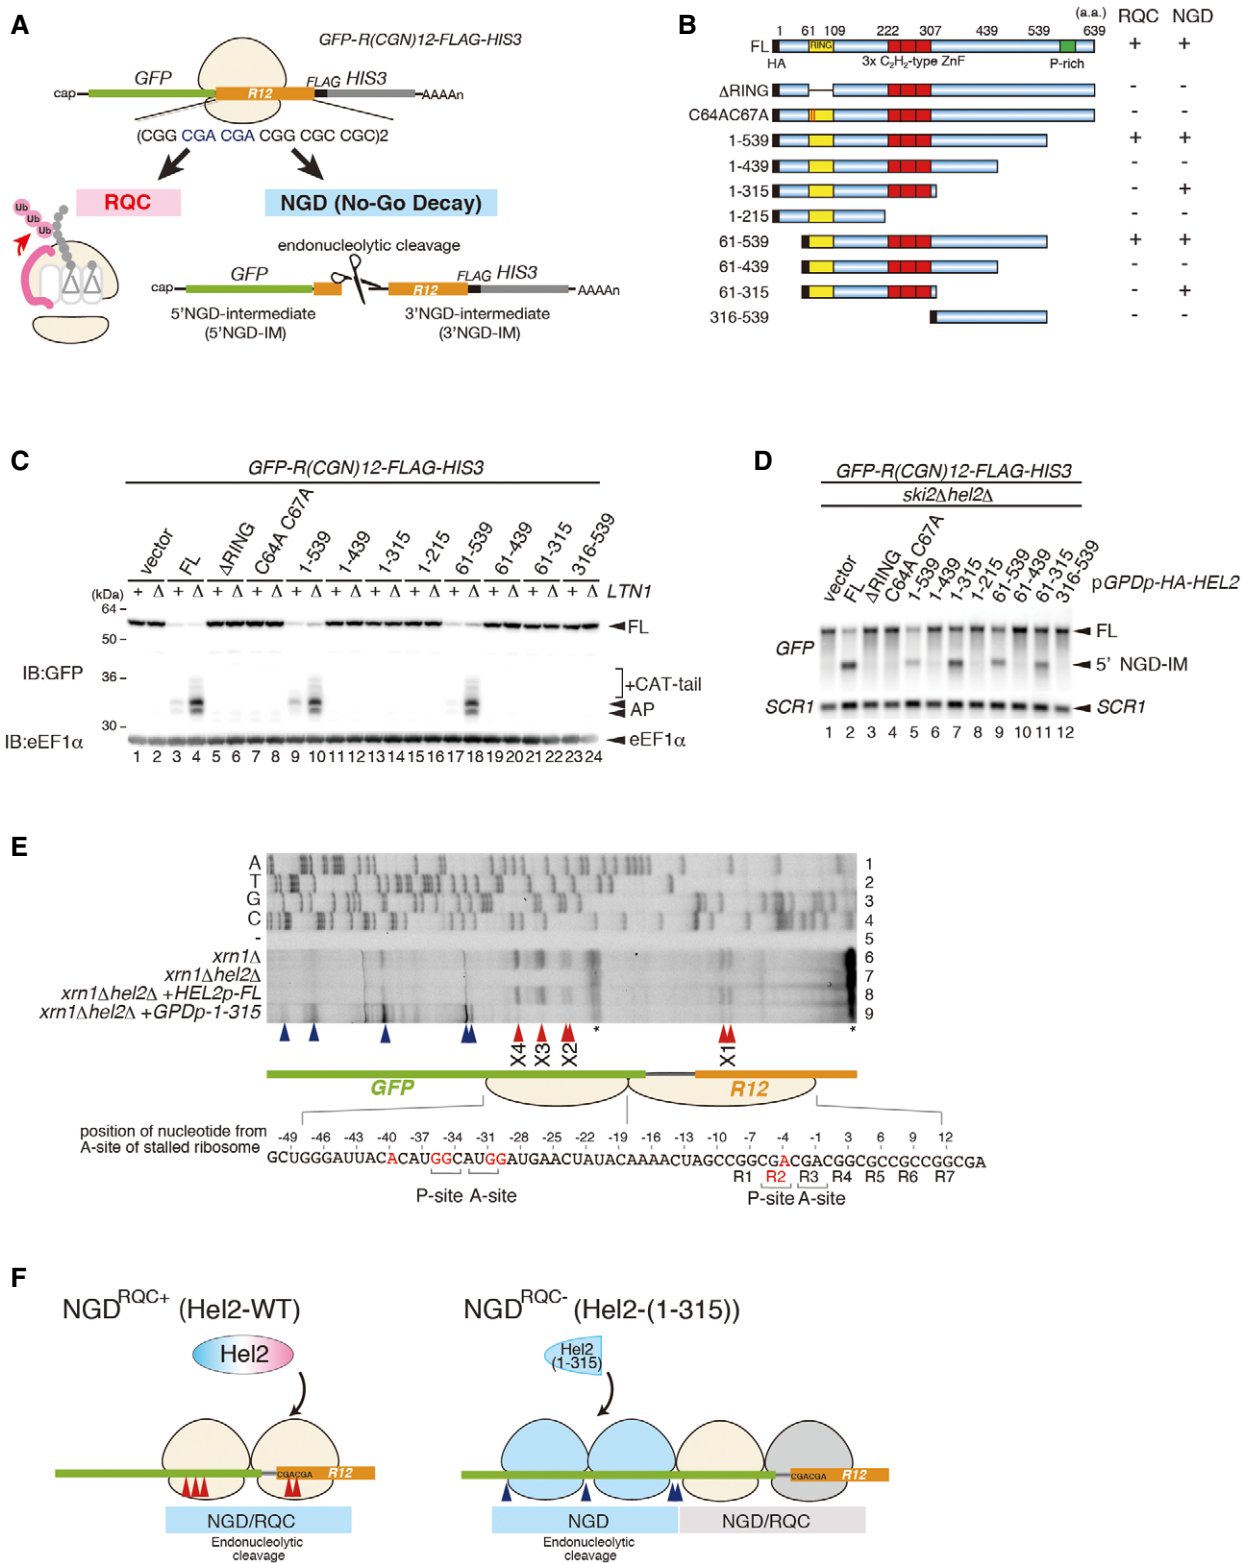 A
GFP-R(CGN)12-FLAG-HIS3
GFP
FLAG HIS3
cap
R12
AAAAn
(CGG CGA CGA CGG CGC CGC)2
RQC
NGD (No-Go Decay)
Ub
Ub
Ub
endonucleolytic cleavage
GFP
FLAG HIS3
cap
R12
AAAAn
5'NGD-intermediate
(5'NGD-IM)
3'NGD-intermediate
(3'NGD-IM)
B
(a.a.) RQC NGD
1 61 109 222 307 439 539 639
FL RING + +
HA 3x C2H2-type ZnF P-rich
ΔRING - -
C64AC67A - -
1-539 + +
1-439 - -
1-315 - +
1-215 - -
61-539 + +
61-439 - -
61-315 - +
316-539 - -
C
GFP-R(CGN)12-FLAG-HIS3
vector FL ΔRING C64A C67A 1-539 1-439 1-315 1-215 61-539 61-439 61-315 316-539
(kDa) + Δ + Δ + Δ + Δ + Δ + Δ + Δ + Δ + Δ + Δ + Δ + Δ LTN1
64
FL
50
IB:GFP
36
+CAT-tail
AP
30
IB:eEF1α
eEF1α
1 2 3 4 5 6 7 8 9 10 11 12 13 14 15 16 17 18 19 20 21 22 23 24
D
GFP-R(CGN)12-FLAG-HIS3
ski2Δhel2Δ
vector FL ΔRING C64A C67A 1-539 1-439 1-315 1-215 61-539 61-439 61-315 316-539
pGPDp-HA-HEL2
GFP
FL
5' NGD-IM
SCR1
SCR1
1 2 3 4 5 6 7 8 9 10 11 12
E
A 1
T 2
G 3
C 4
- 5
xrn1Δ 6
xrn1Δhel2Δ 7
xrn1Δhel2Δ +HEL2p-FL 8
xrn1Δhel2Δ +GPDp-1-315 9
* *
X4 X3 X2 X1
GFP
R12
position of nucleotide from
A-site of stalled ribosome
-49 -46 -43 -40 -37 -34 -31 -28 -25 -22 -19 -16 -13 -10 -7 -4 -1 3 6 9 12
GCUGGGAUUACACAUGGCAUGGAUGAACUAUACAAAACUAGCCGGCGACGACGGCGCCGCCGGCGA
R1 R2 R3 R4 R5 R6 R7
P-site A-site
P-site A-site
F
NGD RQC+ (Hel2-WT)
Hel2
CGACGA R12
NGD/RQC
Endonucleolytic
cleavage
NGD RQC- (Hel2-(1-315))
Hel2
(1-315)
CGACGA R12
NGD
NGD/RQC
Endonucleolytic
cleavage